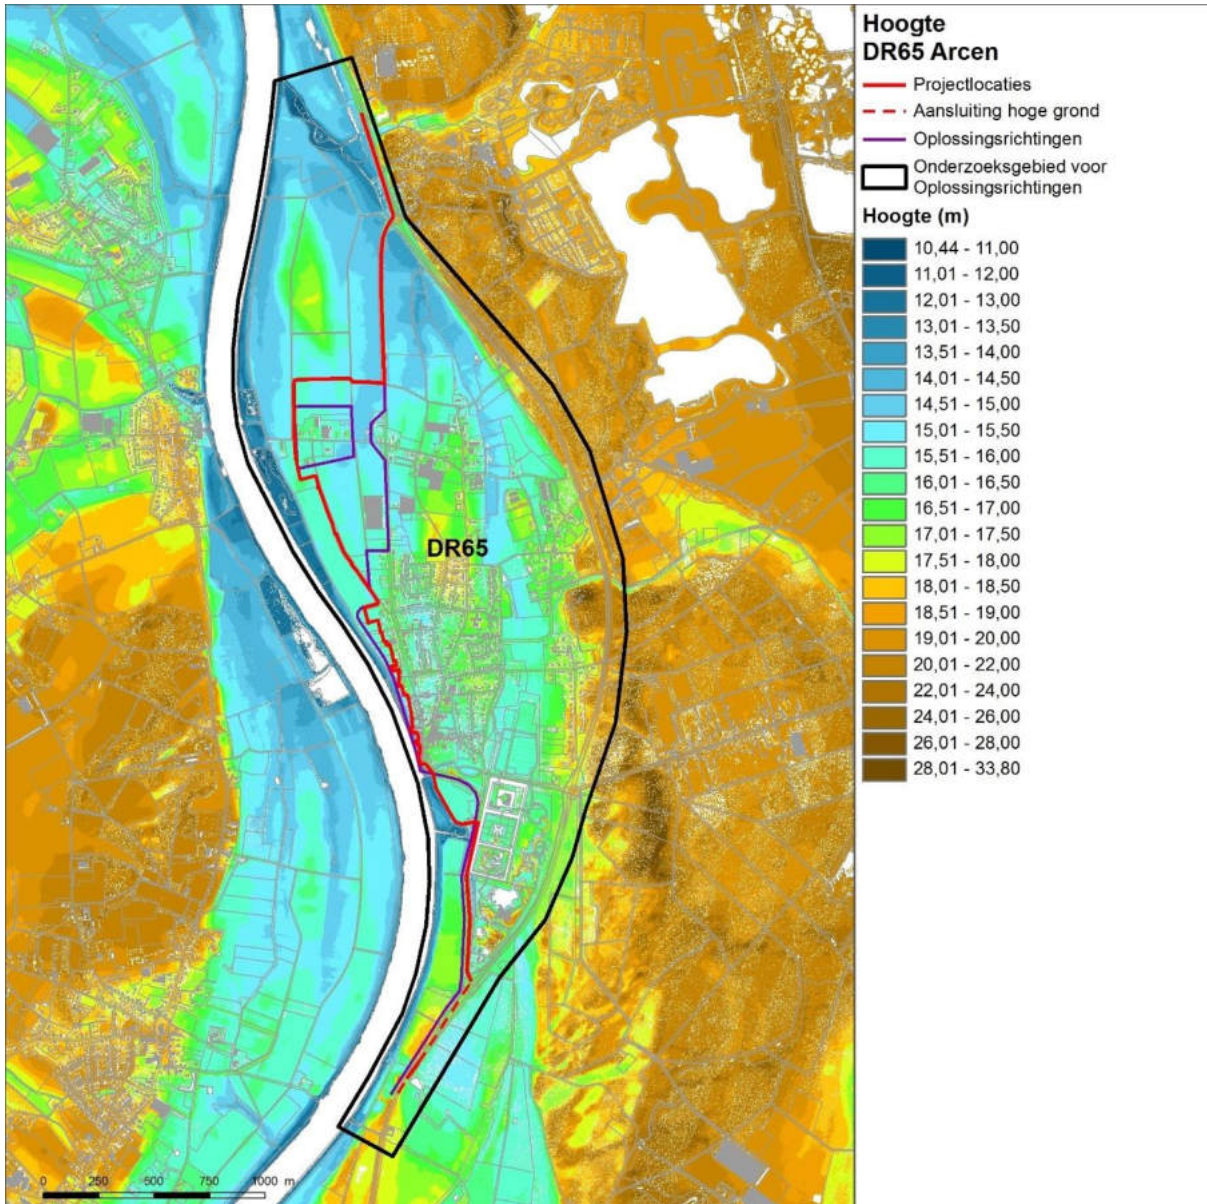 Hoogte
DR65 Arcen
Projectlocaties
Aansluiting hoge grond
Oplossingsrichtingen
Onderzoeksgebied voor
Oplossingsrichtingen
Hoogte (m)
10,44 - 11,00
11,01 - 12,00
12,01 - 13,00
13,01 - 13,50
13,51 - 14,00
14,01 - 14,50
14,51 - 15,00
15,01 - 15,50
15,51 - 16,00
16,01 - 16,50
16,51 - 17,00
17,01 - 17,50
17,51 - 18,00
18,01 - 18,50
18,51 - 19,00
19,01 - 20,00
20,01 - 22,00
22,01 - 24,00
24,01 - 26,00
26,01 - 28,00
28,01 - 33,80
DR65
0 250 500 750 1000 m